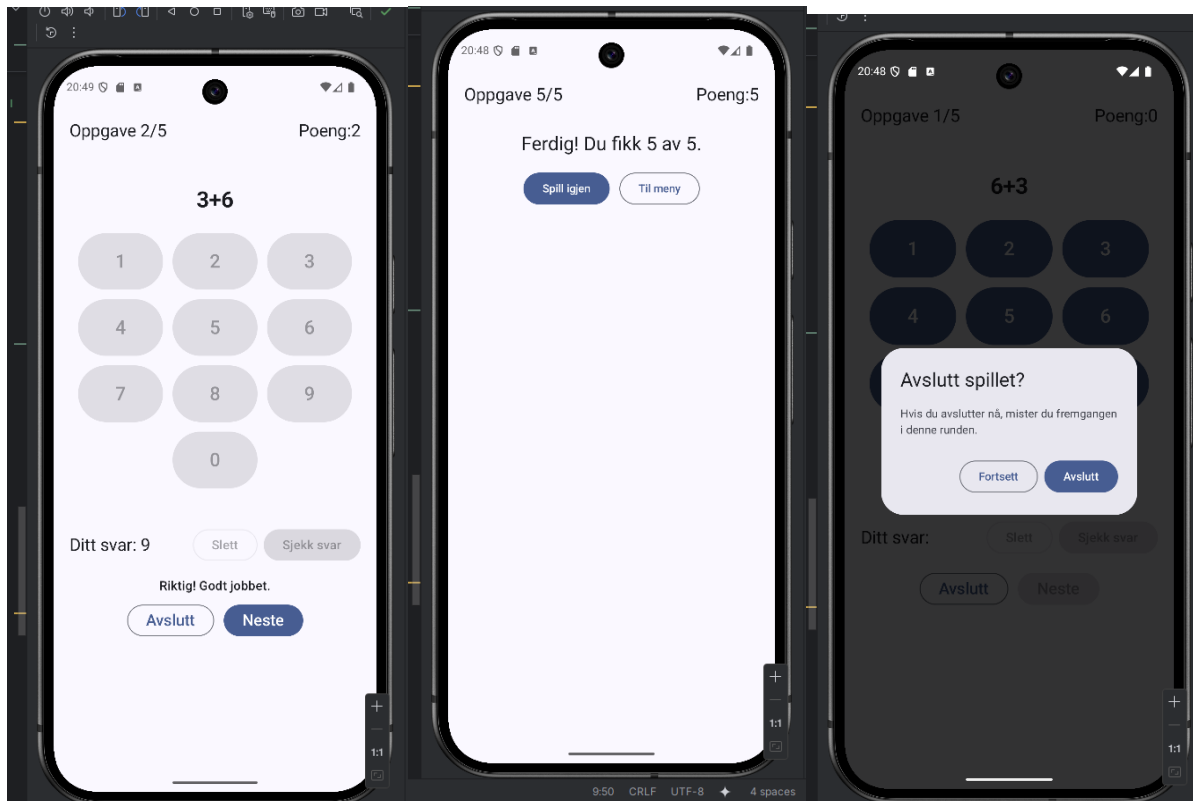 20:49
Oppgave 2/5 Poeng:2
3+6
1 2 3
4 5 6
7 8 9
0
Ditt svar: 9 Slett Sjekk svar
Riktig! Godt jobbet.
Avslutt Neste
1:1
20:48
Oppgave 5/5 Poeng:5
Ferdig! Du fikk 5 av 5.
Spill igjen Til meny
1:1
9:50 CRLF UTF-8 4 spaces
20:48
Oppgave 1/5 Poeng:0
6+3
1 2 3
4 5 6
Avslutt spillet?
Hvis du avslutter nå, mister du fremgangen
i denne runden.
Fortsett Avslutt
Ditt svar: Slett Sjekk svar
Avslutt Neste
1:1